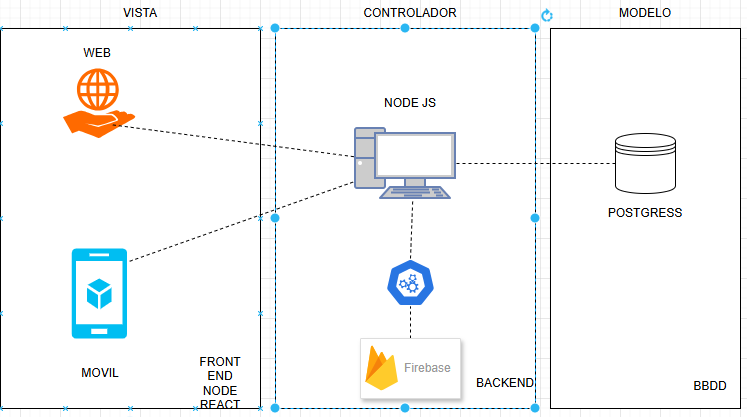 VISTA
CONTROLADOR
MODELO
WEB
NODE JS
POSTGRESS
MOVIL
FRONT
END
NODE
REACT
Firebase
BACKEND
BBDD